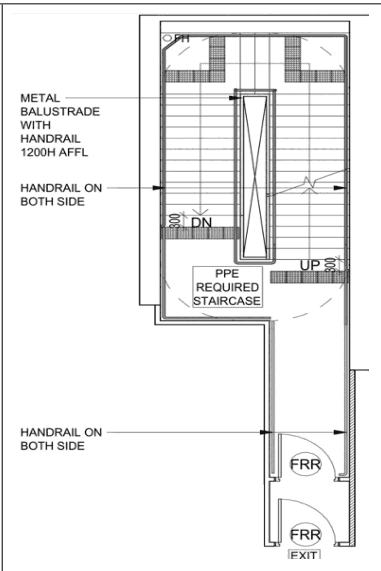 FH
METAL
BALUSTRADE
WITH
HANDRAIL
1200H AFFL
HANDRAIL ON
BOTH SIDE
300
DN
UP
300
PPE
REQUIRED
STAIRCASE
HANDRAIL ON
BOTH SIDE
FRR
FRR
EXIT